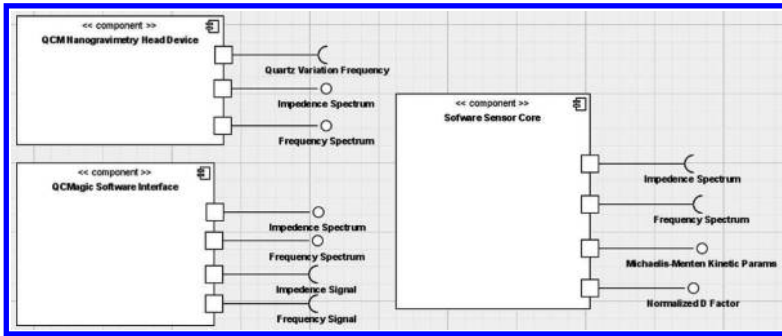 << component >>
QCM Nanogravimetry Head Device
Quartz Variation Frequency
Impedence Spectrum
Frequency Spectrum
<< component >>
QCMagic Software Interface
Impedence Spectrum
Frequency Spectrum
Impedence Signal
Frequency Signal
<< component >>
Sofware Sensor Core
Impedence Spectrum
Frequency Spectrum
Michaelis-Menten Kinetic Params
Normalized D Factor